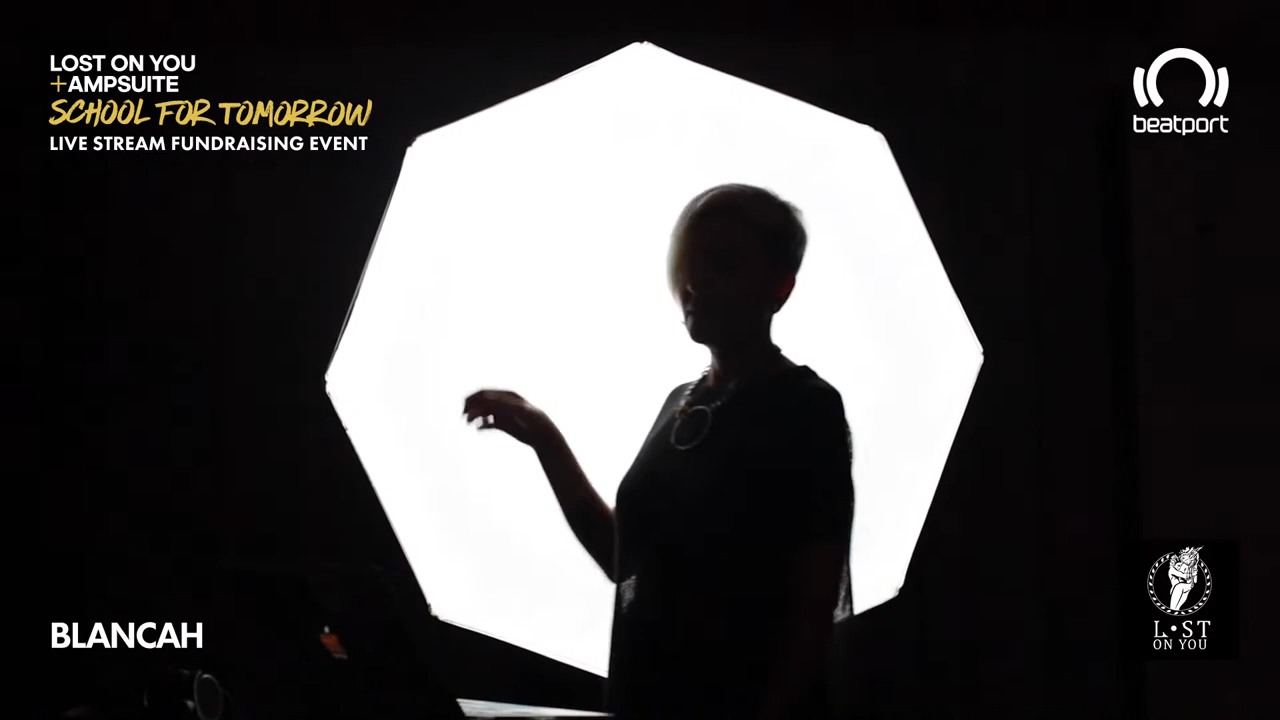 LOST ON YOU
+AMPSUITE
SCHOOL FOR TOMORROW
LIVE STREAM FUNDRAISING EVENT
beatport
BLANCAH
L•ST
ON YOU